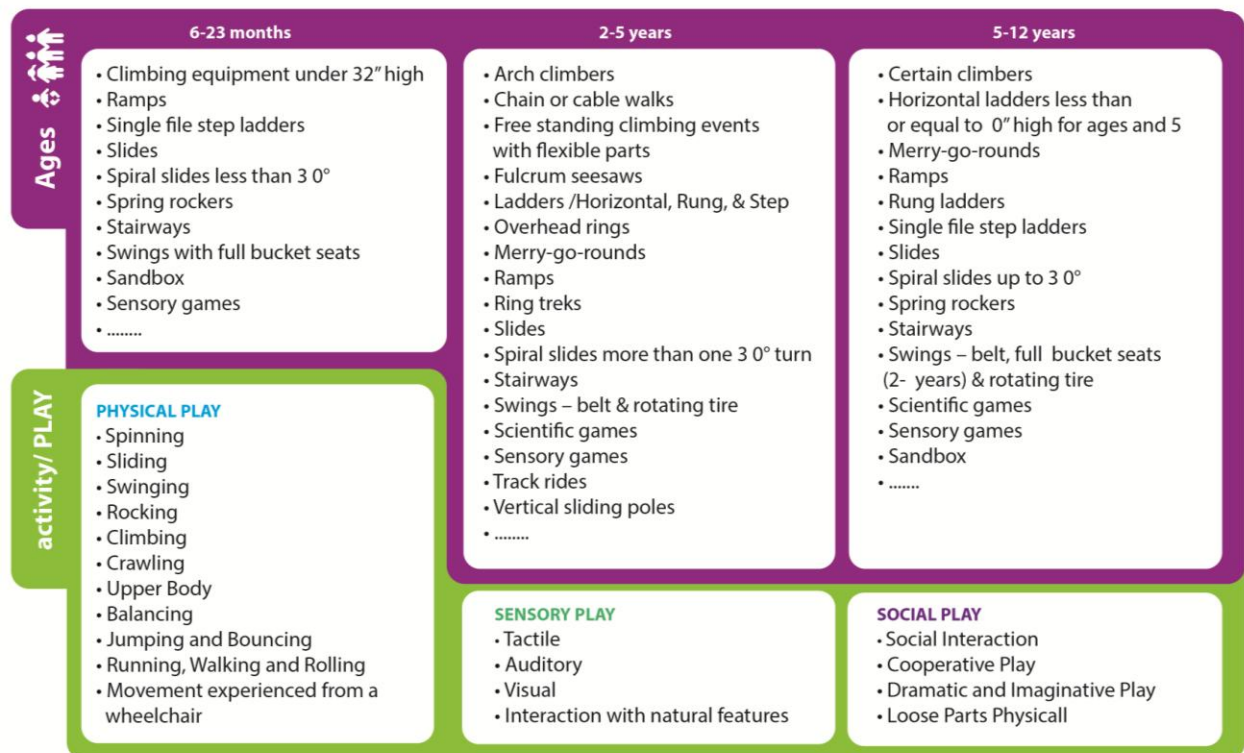 Ages
6-23 months
• Climbing equipment under 32" high
• Ramps
• Single file step ladders
• Slides
• Spiral slides less than 3 0°
• Spring rockers
• Stairways
• Swings with full bucket seats
• Sandbox
• Sensory games
• ........
2-5 years
• Arch climbers
• Chain or cable walks
• Free standing climbing events
with flexible parts
• Fulcrum seesaws
• Ladders /Horizontal, Rung, & Step
• Overhead rings
• Merry-go-rounds
• Ramps
• Ring treks
• Slides
• Spiral slides more than one 3 0° turn
• Stairways
• Swings – belt & rotating tire
• Scientific games
• Sensory games
• Track rides
• Vertical sliding poles
• ........
5-12 years
• Certain climbers
• Horizontal ladders less than
or equal to 0" high for ages and 5
• Merry-go-rounds
• Ramps
• Rung ladders
• Single file step ladders
• Slides
• Spiral slides up to 3 0°
• Spring rockers
• Stairways
• Swings – belt, full bucket seats
(2- years) & rotating tire
• Scientific games
• Sensory games
• Sandbox
• .......
activity/ PLAY
PHYSICAL PLAY
• Spinning
• Sliding
• Swinging
• Rocking
• Climbing
• Crawling
• Upper Body
• Balancing
• Jumping and Bouncing
• Running, Walking and Rolling
• Movement experienced from a
wheelchair
SENSORY PLAY
• Tactile
• Auditory
• Visual
• Interaction with natural features
SOCIAL PLAY
• Social Interaction
• Cooperative Play
• Dramatic and Imaginative Play
• Loose Parts Physicall